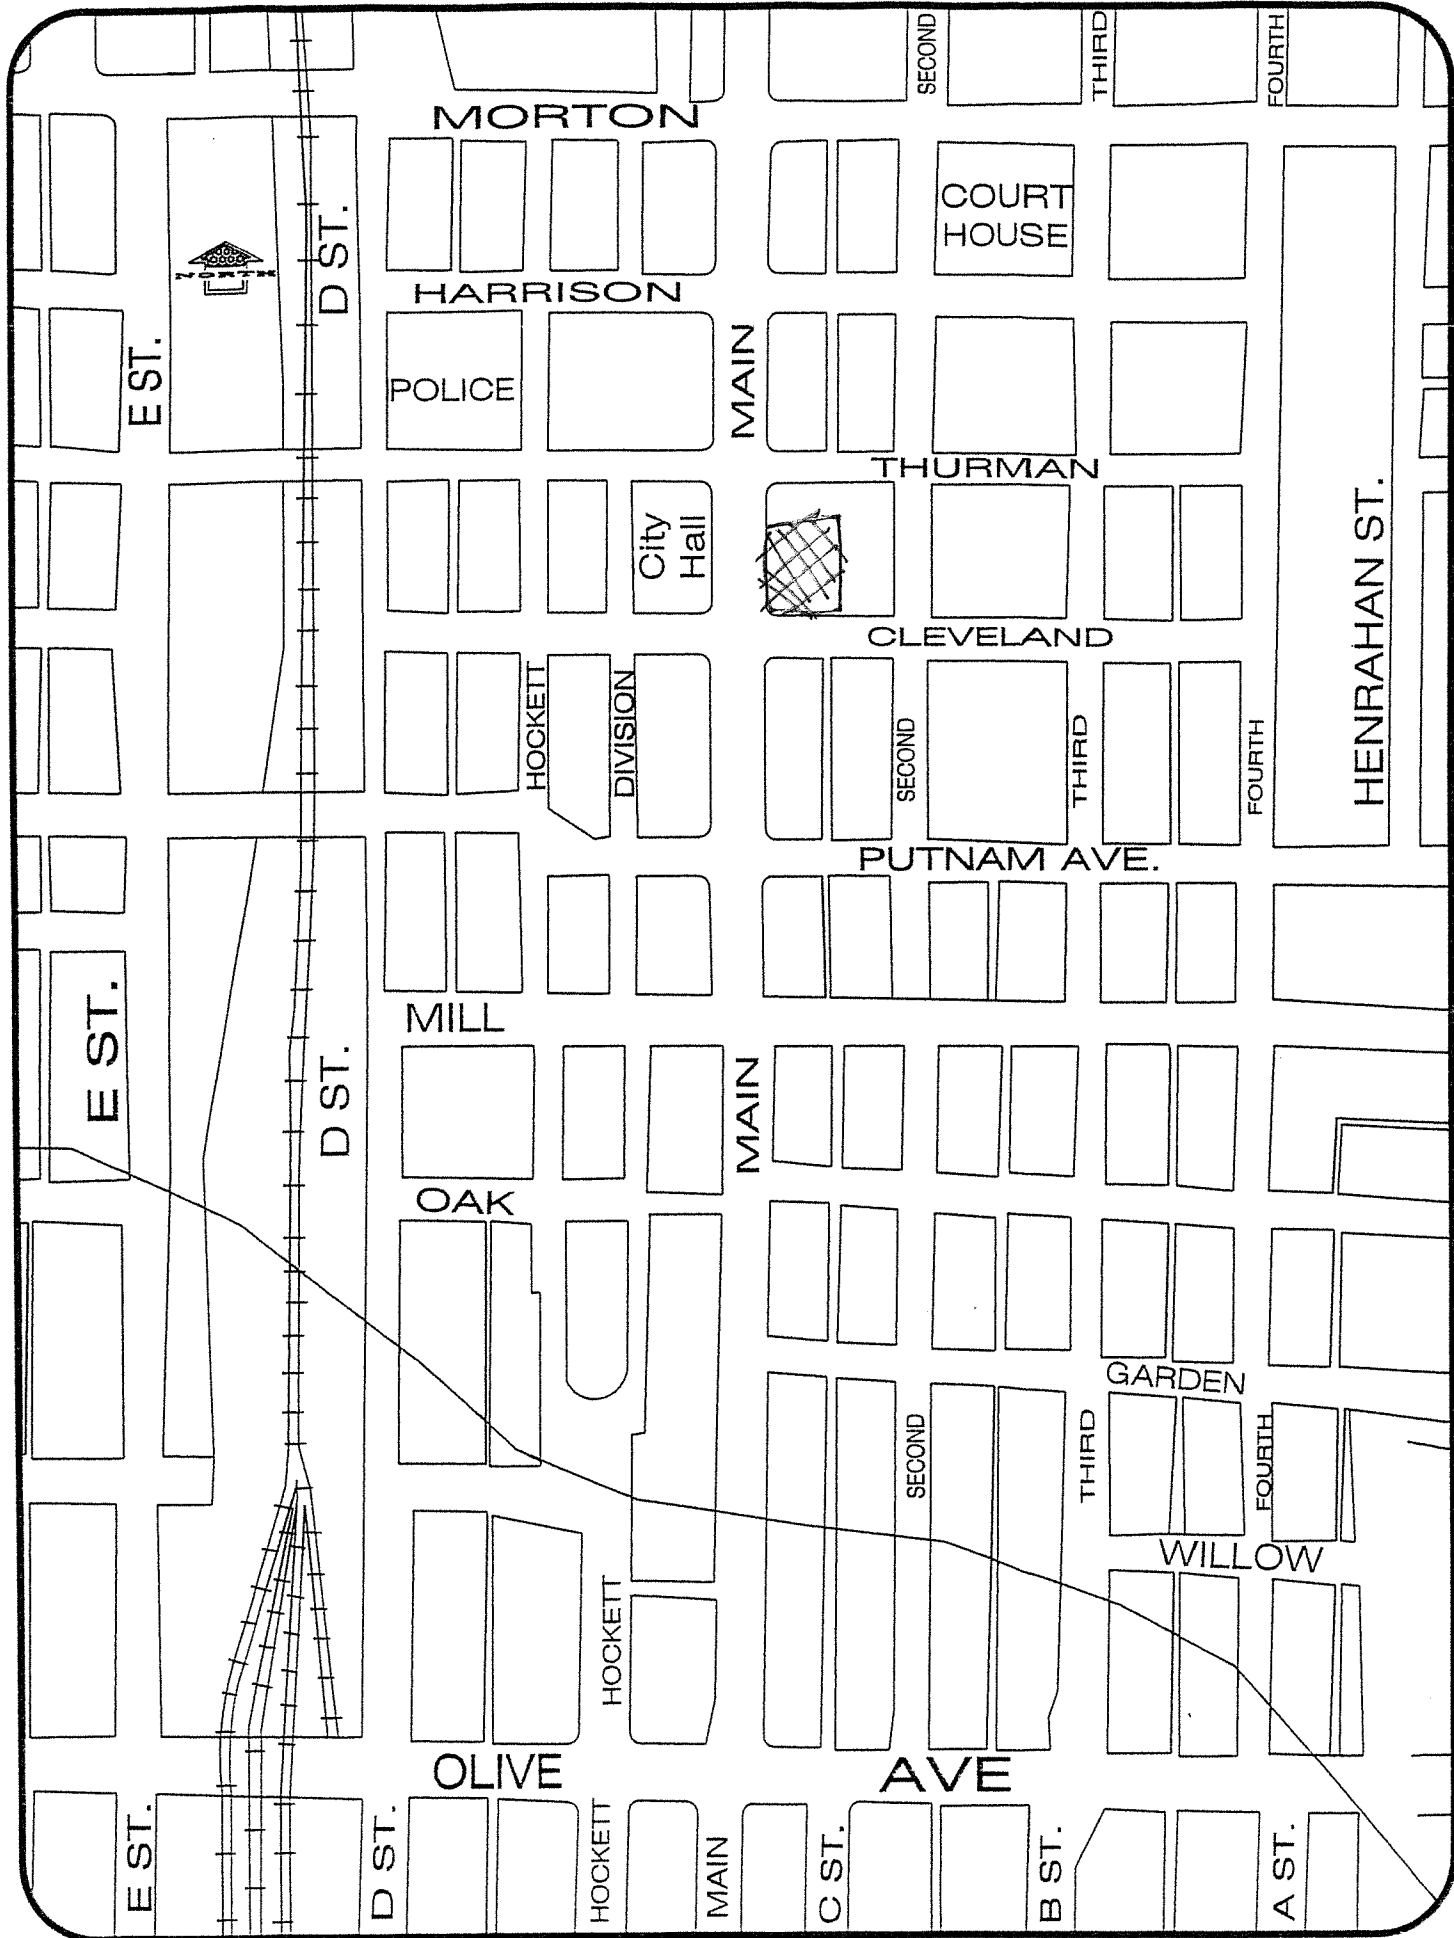 SECOND
THIRD
FOURTH
MORTON
COURT
HOUSE
D ST.
NORTH
HARRISON
E ST.
POLICE
MAIN
THURMAN
City
Hall
HENRAHAN ST.
CLEVELAND
HOCKETT
DIVISION
SECOND
THIRD
FOURTH
PUTNAM AVE.
E ST.
MILL
D ST.
MAIN
OAK
GARDEN
SECOND
THIRD
FOURTH
WILLOW
HOCKETT
OLIVE AVE
E ST.
D ST.
HOCKETT
MAIN
C ST.
B ST.
A ST.